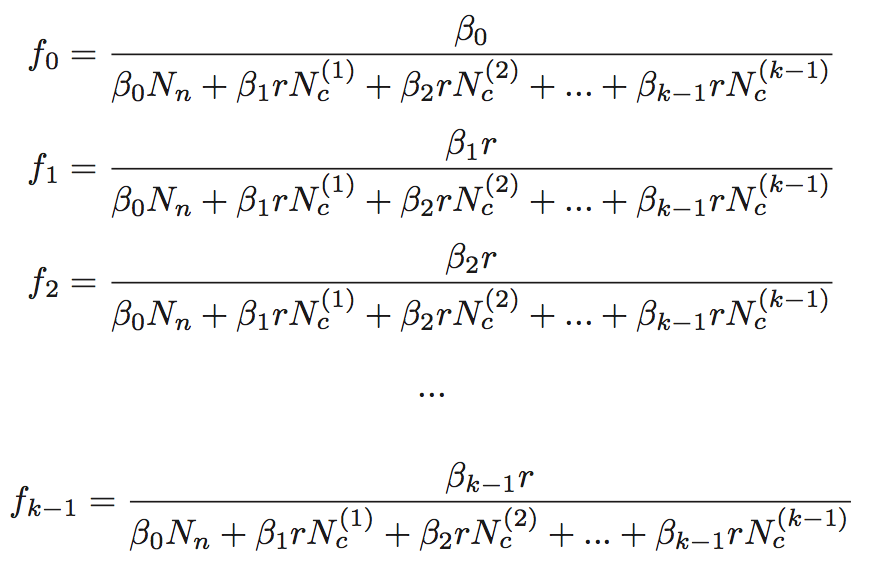 f_0 = \frac{\beta_0}{\beta_0 N_n + \beta_1 r N_c^{(1)} + \beta_2 r N_c^{(2)} + ... + \beta_{k-1} r N_c^{(k-1)}}
f_1 = \frac{\beta_1 r}{\beta_0 N_n + \beta_1 r N_c^{(1)} + \beta_2 r N_c^{(2)} + ... + \beta_{k-1} r N_c^{(k-1)}}
f_2 = \frac{\beta_2 r}{\beta_0 N_n + \beta_1 r N_c^{(1)} + \beta_2 r N_c^{(2)} + ... + \beta_{k-1} r N_c^{(k-1)}}
...
f_{k-1} = \frac{\beta_{k-1} r}{\beta_0 N_n + \beta_1 r N_c^{(1)} + \beta_2 r N_c^{(2)} + ... + \beta_{k-1} r N_c^{(k-1)}}